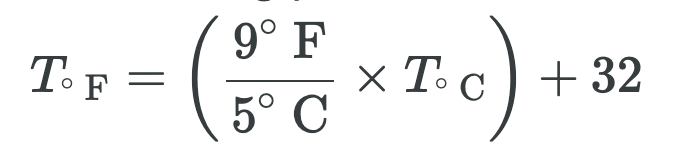 T°F = (9° F / 5° C × T°C) + 32